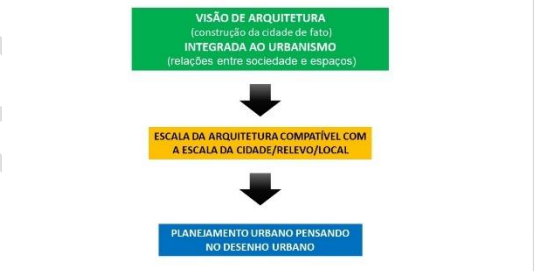 VISÃO DE ARQUITETURA
(construção da cidade de fato)
INTEGRADA AO URBANISMO
(relações entre sociedade e espaços)
ESCALA DA ARQUITETURA COMPATÍVEL COM
A ESCALA DA CIDADE/RELEVO/LOCAL
PLANEJAMENTO URBANO PENSANDO
NO DESENHO URBANO